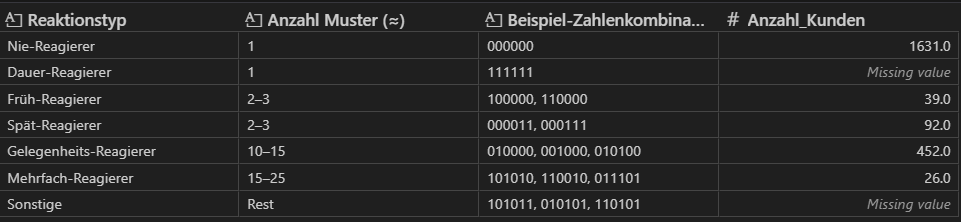 Reaktionstyp Anzahl Muster (≈) Beispiel-Zahlenkombina... # Anzahl_Kunden
Nie-Reagierer 1 000000 1631.0
Dauer-Reagierer 1 111111 Missing value
Früh-Reagierer 2–3 100000, 110000 39.0
Spät-Reagierer 2–3 000011, 000111 92.0
Gelegenheits-Reagierer 10–15 010000, 001000, 010100 452.0
Mehrfach-Reagierer 15–25 101010, 110010, 011101 26.0
Sonstige Rest 101011, 010101, 110101 Missing value